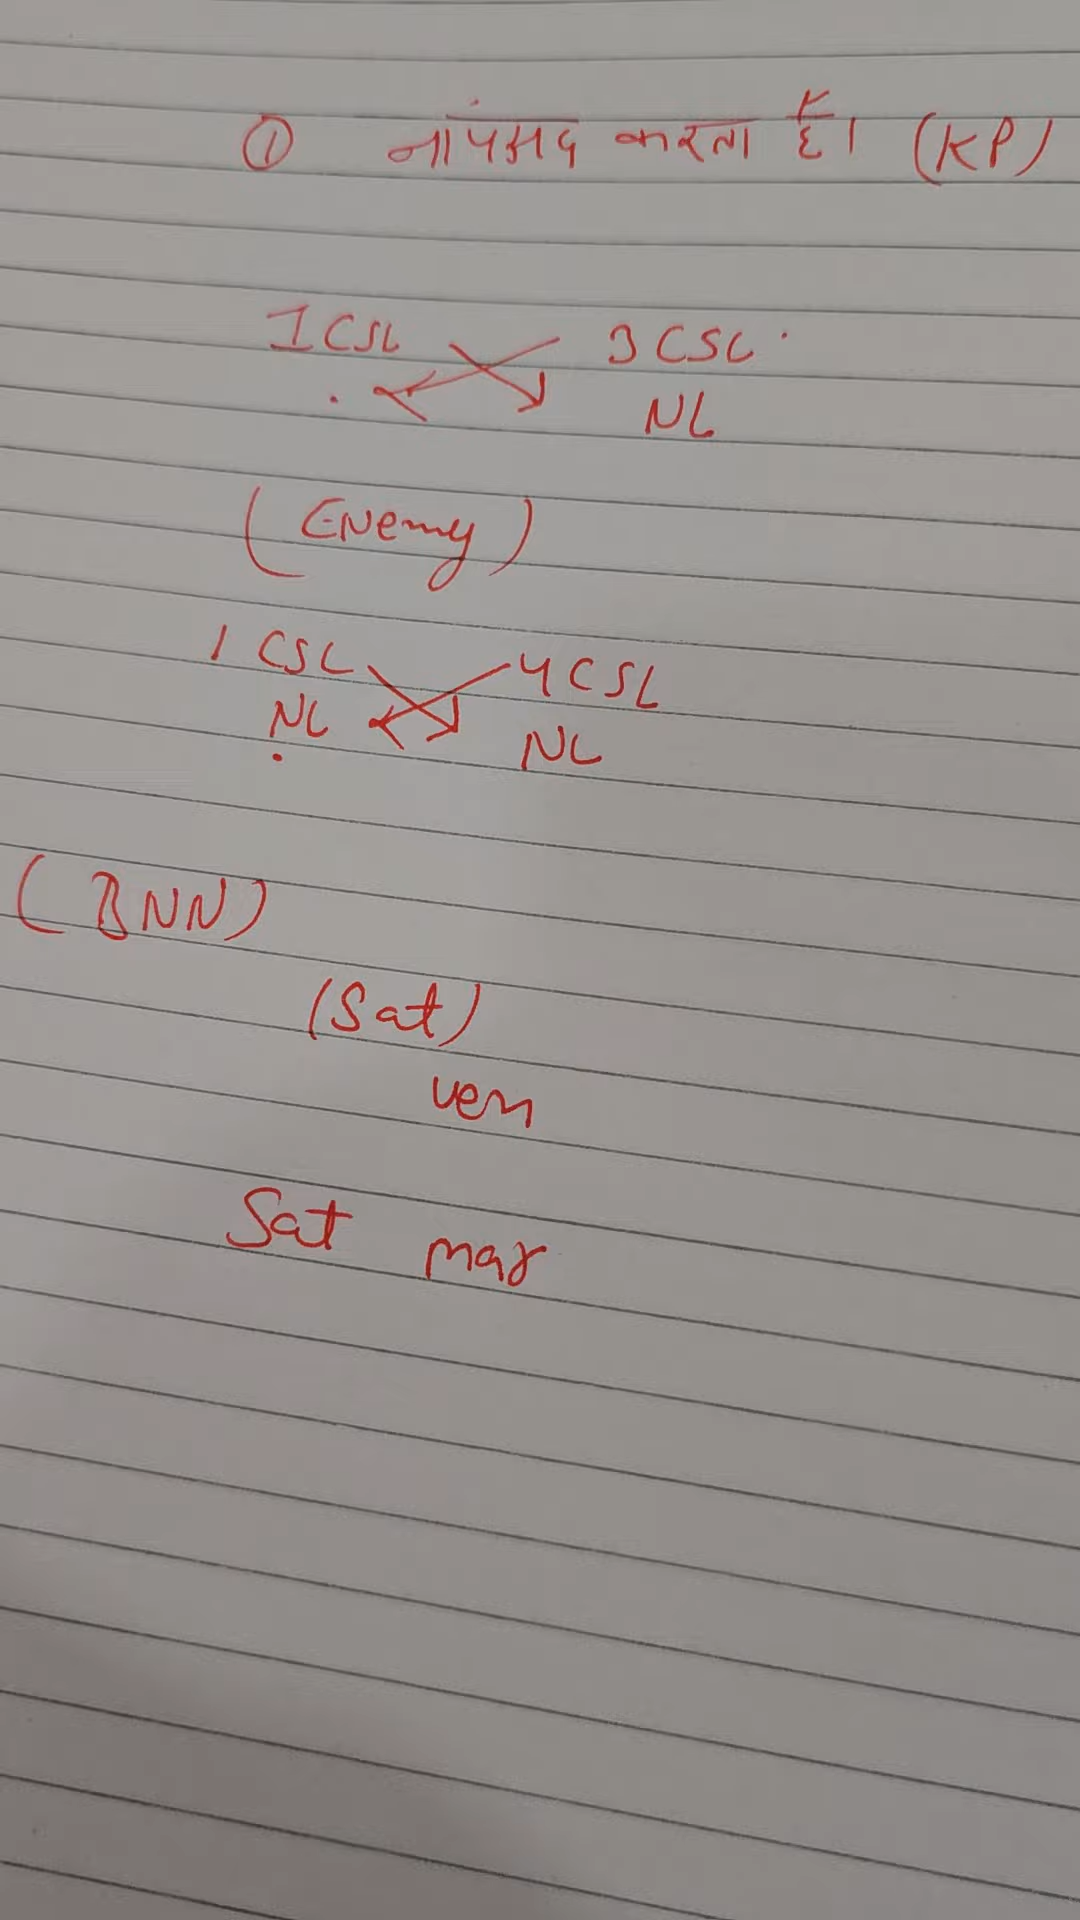 ① नापंसद करता है। (KP)
1 CSL 3 CSL
NL
(Enemy)
1 CSL 4 CSL
NL NL
(BNN)
(Sat)
ven
Sat mar